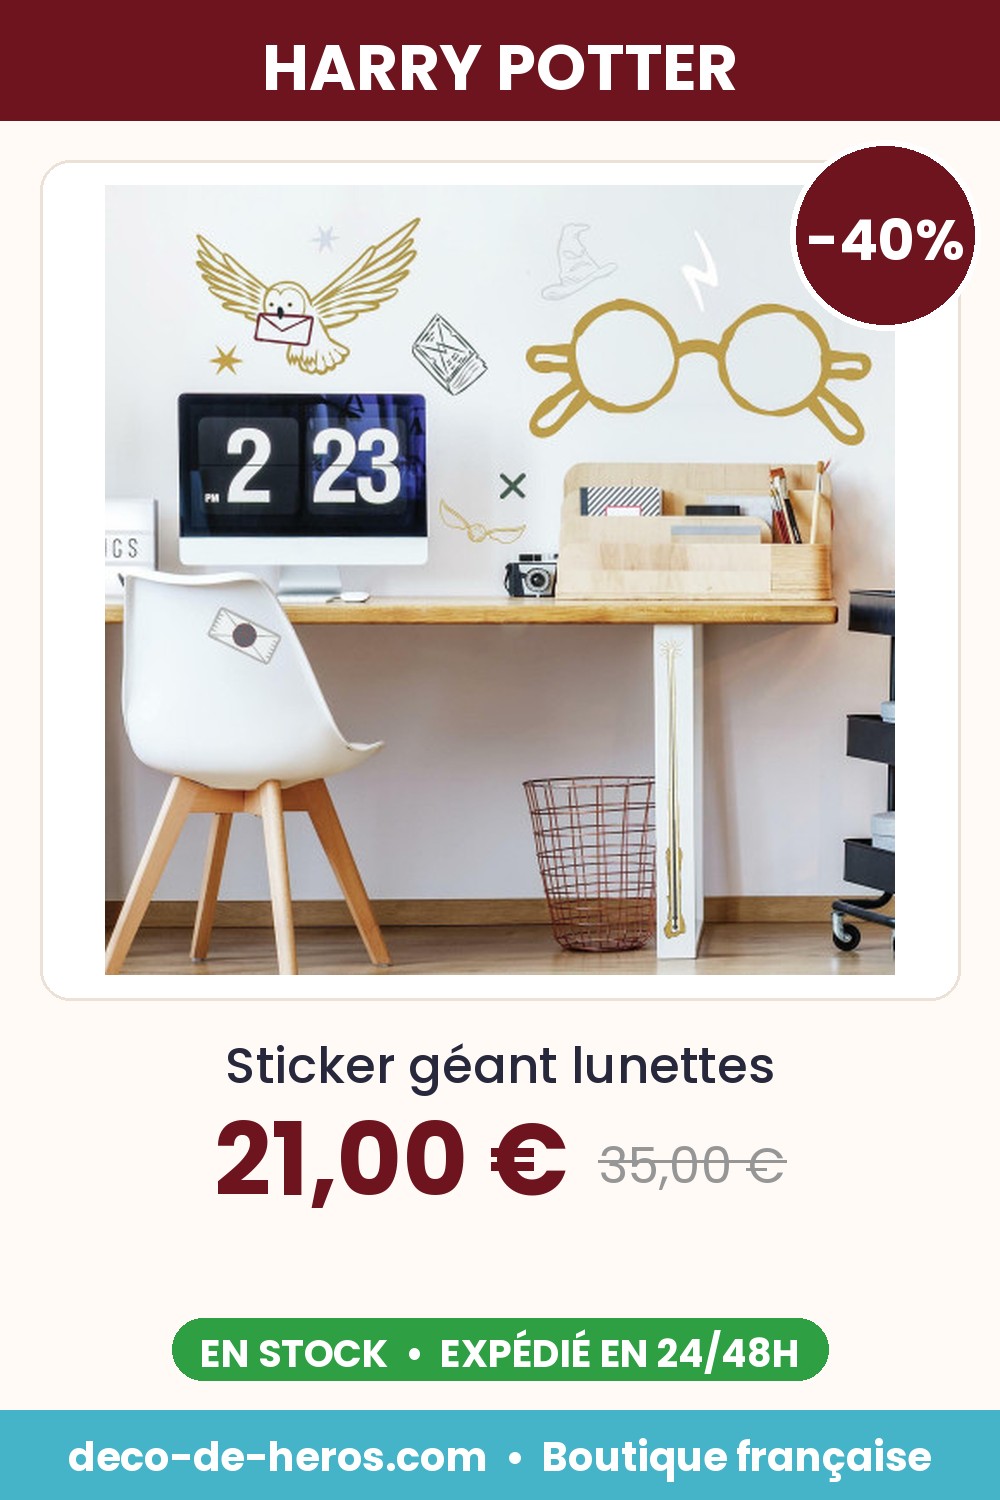 HARRY POTTER
-40%
PM 2 23
GS
Sticker géant lunettes
21,00 € 35,00 €
EN STOCK • EXPÉDIÉ EN 24/48H
deco-de-heros.com • Boutique française